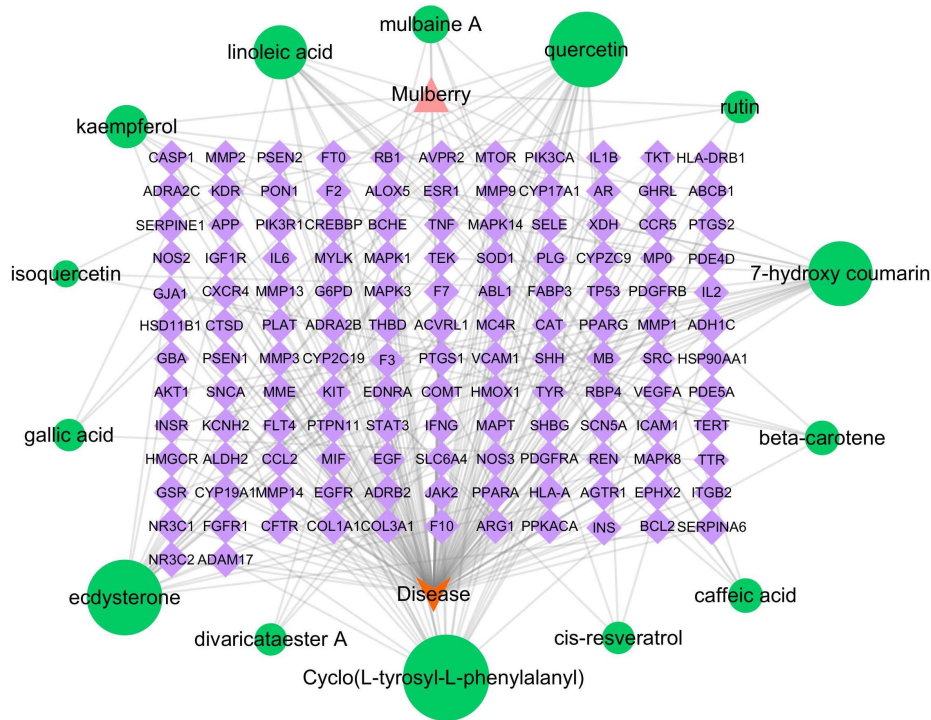 mulbaine A
linoleic acid
quercetin
Mulberry
rutin
kaempferol
CASP1 MMP2 PSEN2 FT0 RB1 AVPR2 MTOR PIK3CA IL1B TKT HLA-DRB1
ADRA2C KDR PON1 F2 ALOX5 ESR1 MMP9 CYP17A1 AR GHRL ABCB1
SERPINE1 APP PIK3R1 CREBBP BCHE TNF MAPK14 SELE XDH CCR5 PTGS2
NOS2 IGF1R IL6 MYLK MAPK1 TEK SOD1 PLG CYPZC9 MP0 PDE4D
isoquercetin
7-hydroxy coumarin
GJA1 CXCR4 MMP13 G6PD MAPK3 F7 ABL1 FABP3 TP53 PDGFRB IL2
HSD11B1 CTSD PLAT ADRA2B THBD ACVRL1 MC4R CAT PPARG MMP1 ADH1C
GBA PSEN1 MMP3 CYP2C19 F3 PTGS1 VCAM1 SHH MB SRC HSP90AA1
AKT1 SNCA MME KIT EDNRA COMT HMOX1 TYR RBP4 VEGFA PDE5A
INSR KCNH2 FLT4 PTPN11 STAT3 IFNG MAPT SHBG SCN5A ICAM1 TERT
gallic acid
beta-carotene
HMGCR ALDH2 CCL2 MIF EGF SLC6A4 NOS3 PDGFRA REN MAPK8 TTR
GSR CYP19A1 MMP14 EGFR ADRB2 JAK2 PPARA HLA-A AGTR1 EPHX2 ITGB2
NR3C1 FGFR1 CFTR COL1A1 COL3A1 F10 ARG1 PPKACA INS BCL2 SERPINA6
NR3C2 ADAM17
Disease
ecdysterone
caffeic acid
divaricataester A
cis-resveratrol
Cyclo(L-tyrosyl-L-phenylalanyl)